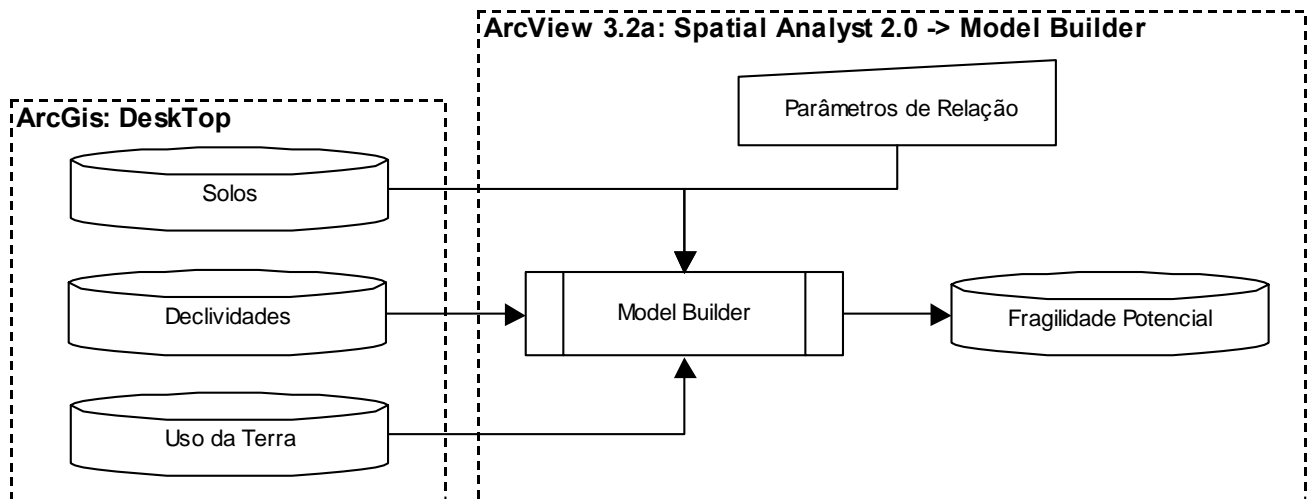 ArcView 3.2a: Spatial Analyst 2.0 -> Model Builder
Parâmetros de Relação
ArcGis: DeskTop
Solos
Declividades
Model Builder
Fragilidade Potencial
Uso da Terra